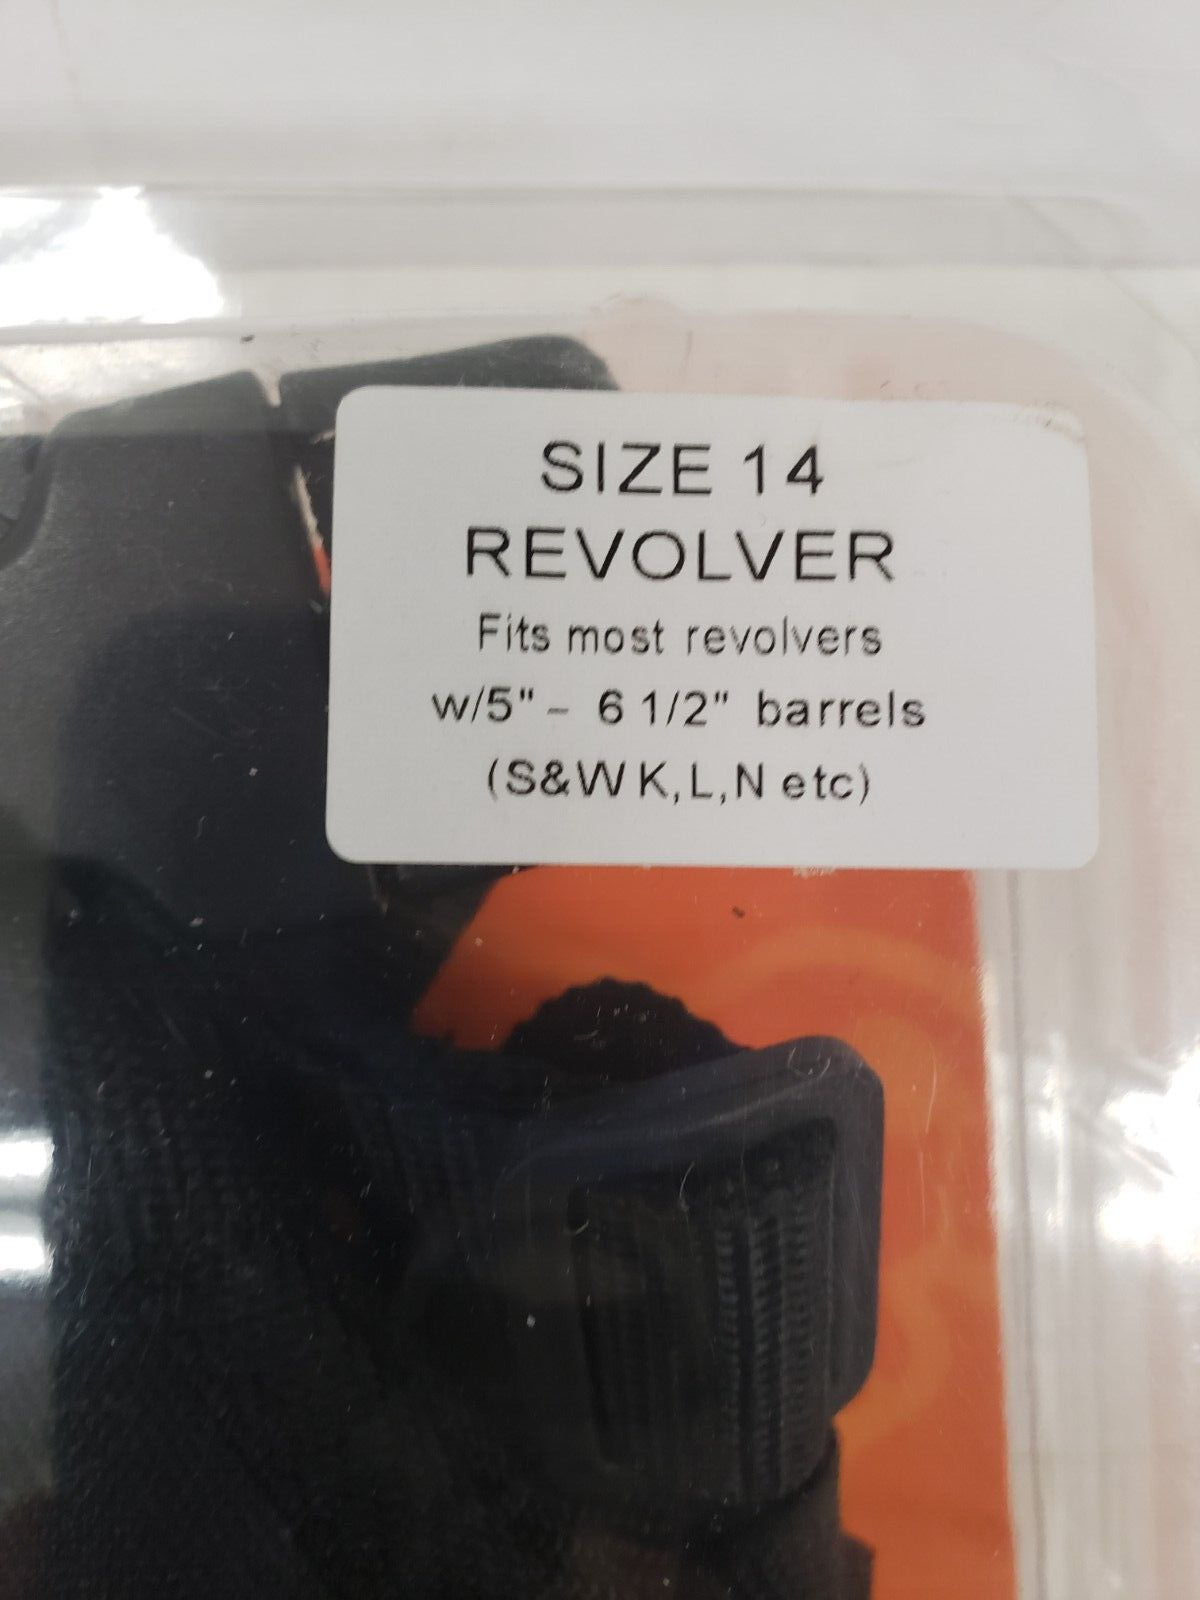 SIZE 14
REVOLVER
Fits most revolvers
w/5" - 6 1/2" barrels
(S&W K,L,N etc)